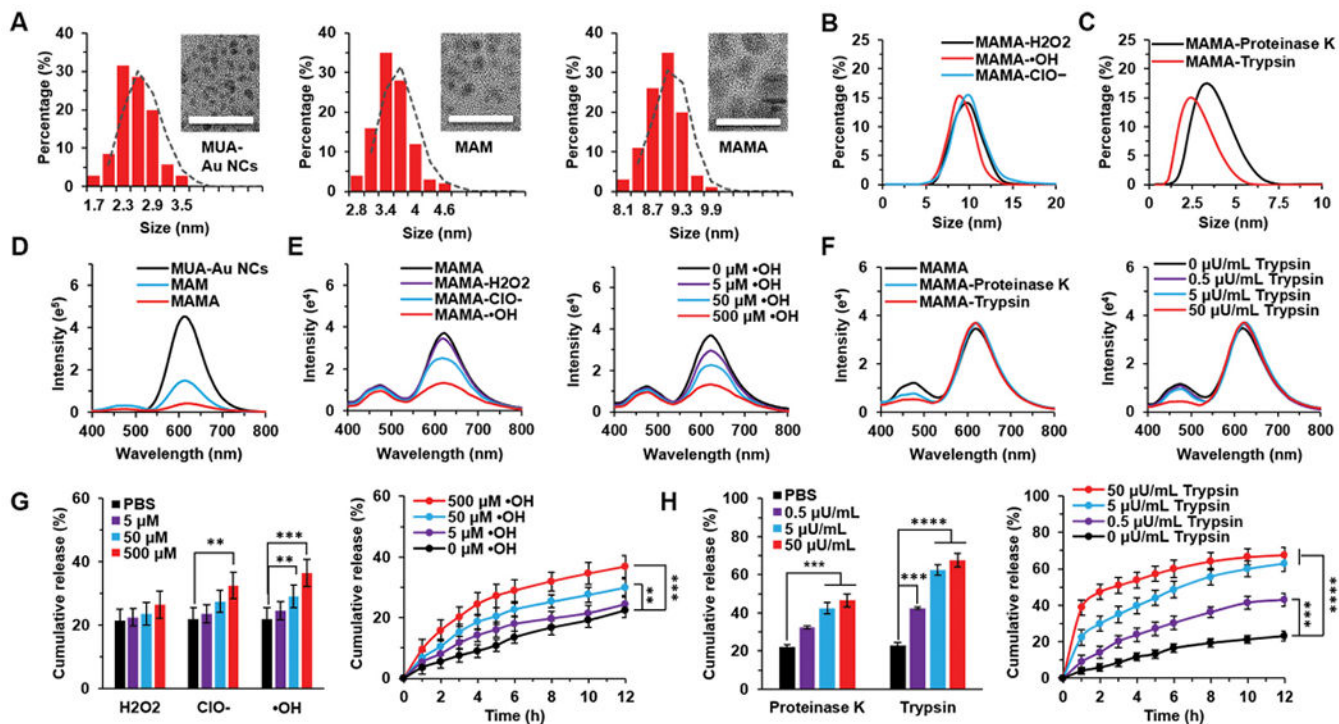 A
Percentage (%)
40
30
20
10
0
1.7 2.3 2.9 3.5
Size (nm)
MUA-
Au NCs
Percentage (%)
40
30
20
10
0
2.8 3.4 4 4.6
Size (nm)
MAM
Percentage (%)
40
30
20
10
0
8.1 8.7 9.3 9.9
Size (nm)
MAMA
B
MAMA-H2O2
MAMA-•OH
MAMA-ClO−
Percentage (%)
25
20
15
10
5
0
0 5 10 15 20
Size (nm)
C
MAMA-Proteinase K
MAMA-Trypsin
Percentage (%)
25
20
15
10
5
0
0 2.5 5 7.5 10
Size (nm)
D
MUA-Au NCs
MAM
MAMA
Intensity (e⁵)
6
4
2
0
400 500 600 700 800
Wavelength (nm)
E
MAMA
MAMA-H2O2
MAMA-ClO-
MAMA-•OH
Intensity (e⁴)
6
4
2
0
400 500 600 700 800
Wavelength (nm)
0 µM •OH
5 µM •OH
50 µM •OH
500 µM •OH
Intensity (e⁴)
6
4
2
0
400 500 600 700 800
Wavelength (nm)
F
MAMA
MAMA-Proteinase K
MAMA-Trypsin
Intensity (e⁴)
6
4
2
0
400 500 600 700 800
Wavelength (nm)
0 µU/mL Trypsin
0.5 µU/mL Trypsin
5 µU/mL Trypsin
50 µU/mL Trypsin
Intensity (e⁴)
6
4
2
0
400 500 600 700 800
Wavelength (nm)
G
PBS
5 µM
50 µM
500 µM
Cumulative release (%)
60
40
20
0
**
***
**
H2O2 ClO- •OH
500 µM •OH
50 µM •OH
5 µM •OH
0 µM •OH
Cumulative release (%)
60
40
20
0
**
***
0 2 4 6 8 10 12
Time (h)
H
PBS
0.5 µU/mL
5 µU/mL
50 µU/mL
Cumulative release (%)
100
80
60
40
20
0
***
****
***
Proteinase K Trypsin
50 µU/mL Trypsin
5 µU/mL Trypsin
0.5 µU/mL Trypsin
0 µU/mL Trypsin
Cumulative release (%)
100
80
60
40
20
0
***
****
0 2 4 6 8 10 12
Time (h)